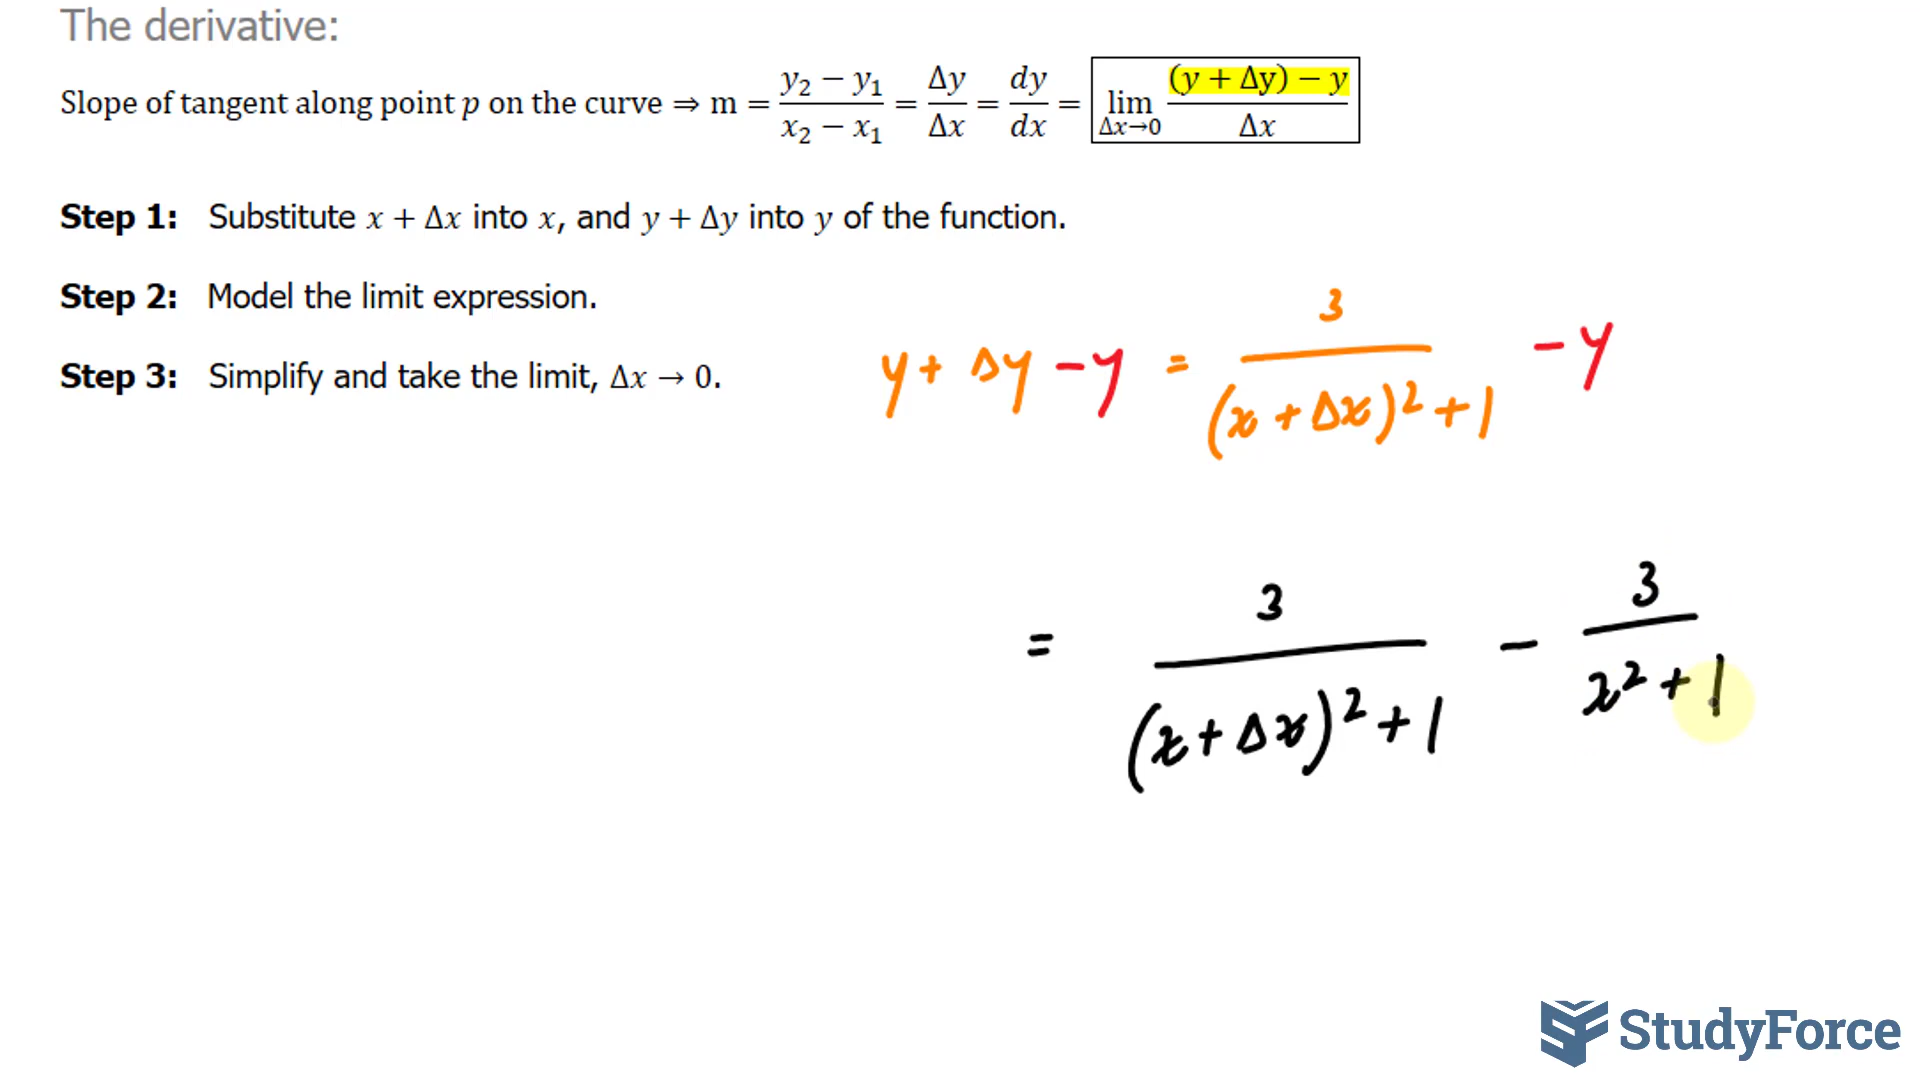 The derivative:
Slope of tangent along point p on the curve ⇒ m = (y₂ − y₁)/(x₂ − x₁) = Δy/Δx = dy/dx = lim Δx→0 ((y + Δy) − y)/Δx
Step 1: Substitute x + Δx into x, and y + Δy into y of the function.
Step 2: Model the limit expression.
Step 3: Simplify and take the limit, Δx → 0.
y + Δy − y = 3/((x + Δx)² + 1) − y
= 3/((x + Δx)² + 1) − 3/(x² + 1)
StudyForce